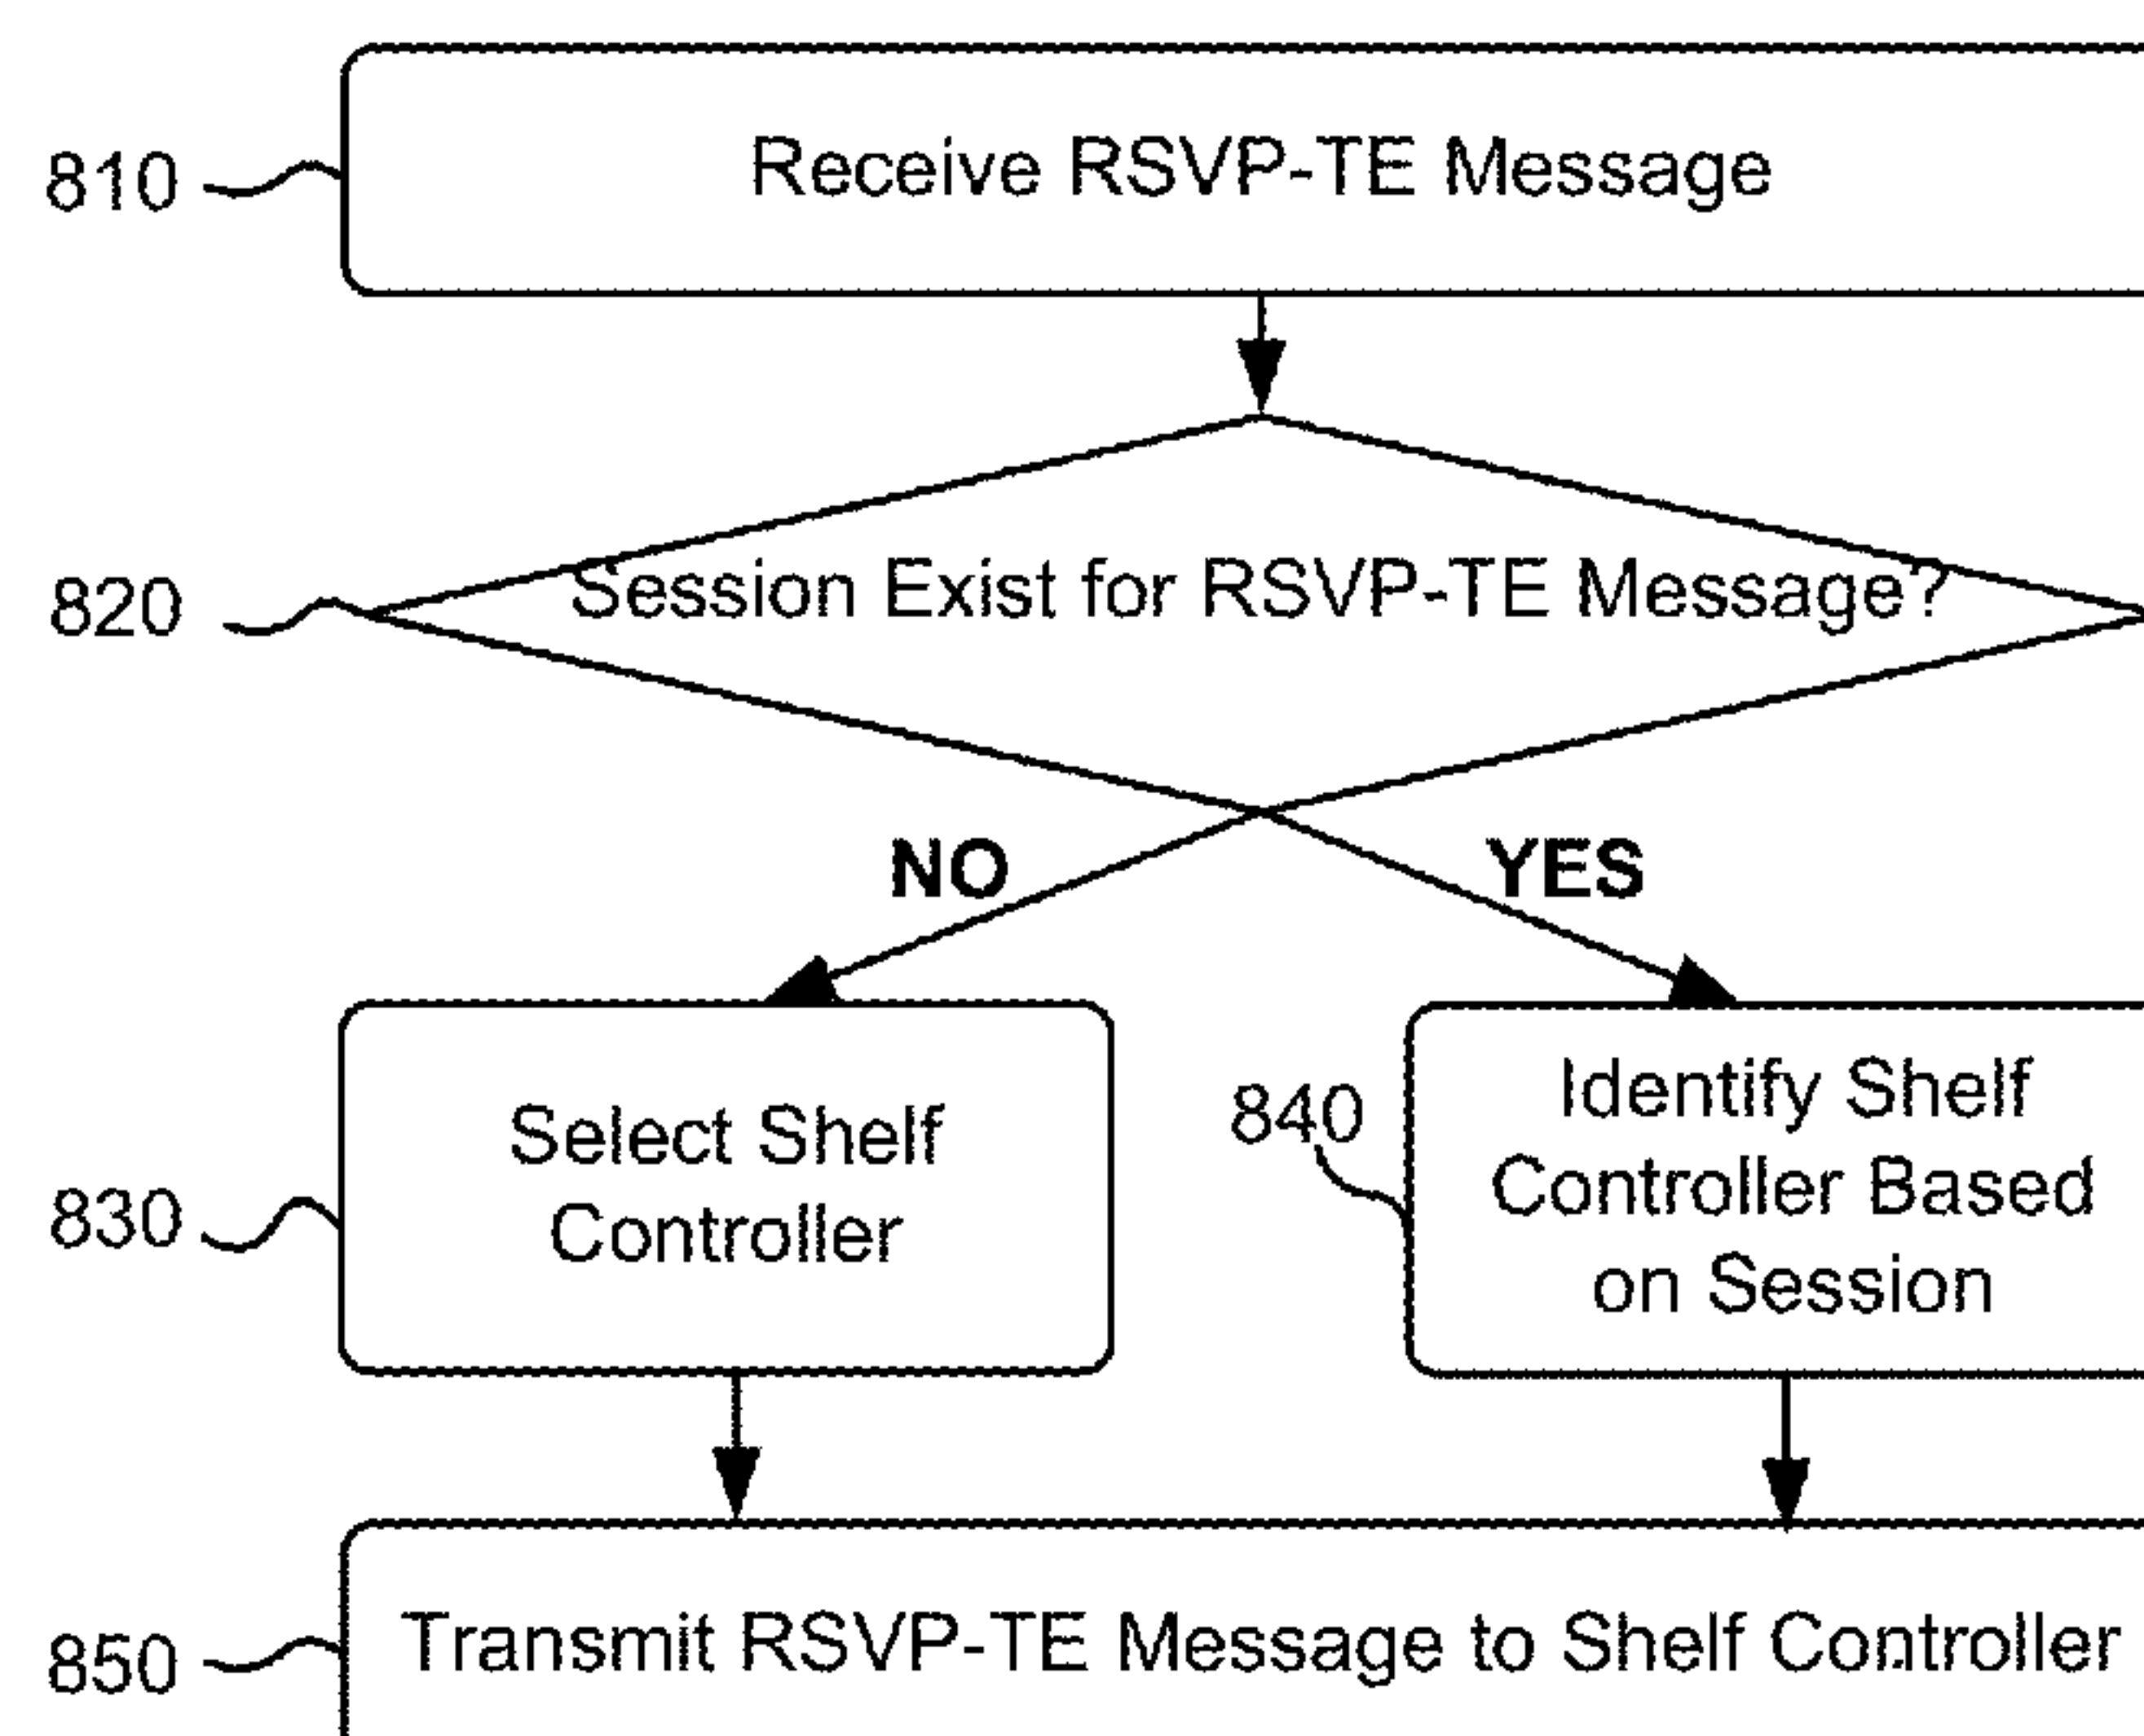 810
Receive RSVP-TE Message
820
Session Exist for RSVP-TE Message?
NO
YES
830
Select Shelf
Controller
840
Identify Shelf
Controller Based
on Session
850
Transmit RSVP-TE Message to Shelf Controller